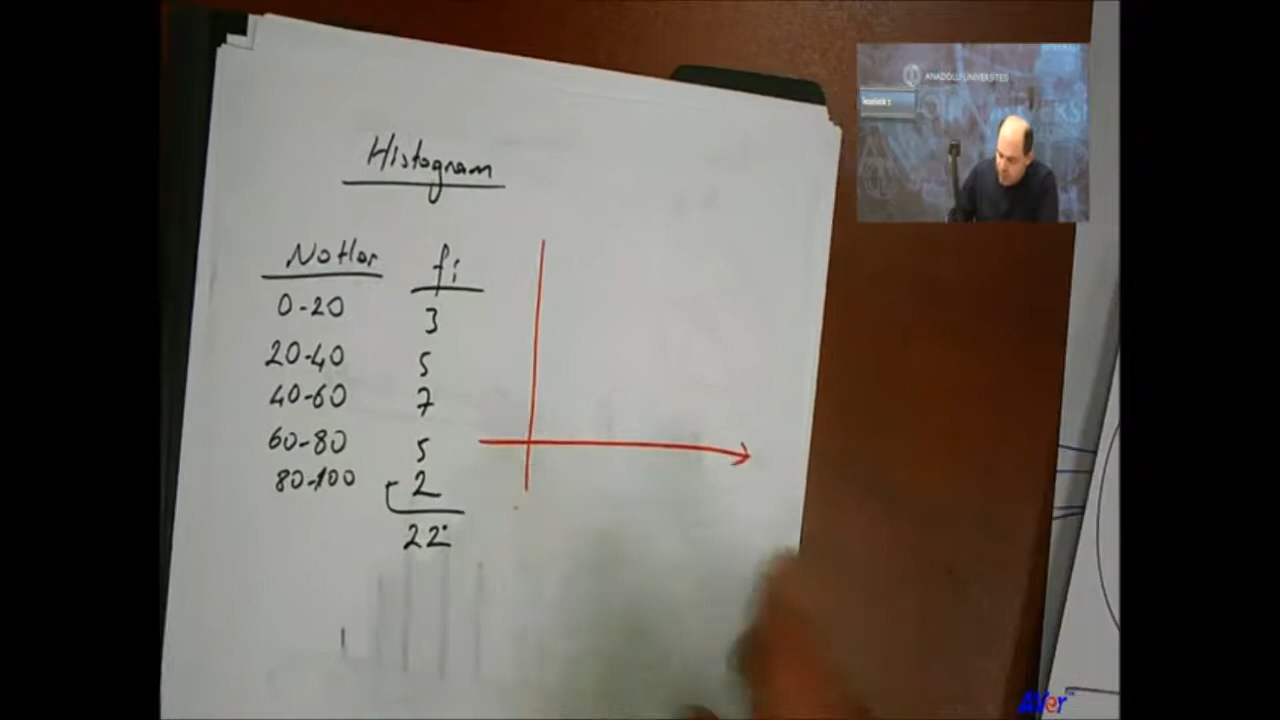 Histogram
Notlar fi
0-20 3
20-40 5
40-60 7
60-80 5
80-100 2
22
ANADOLU ÜNİVERSİTES
AVer